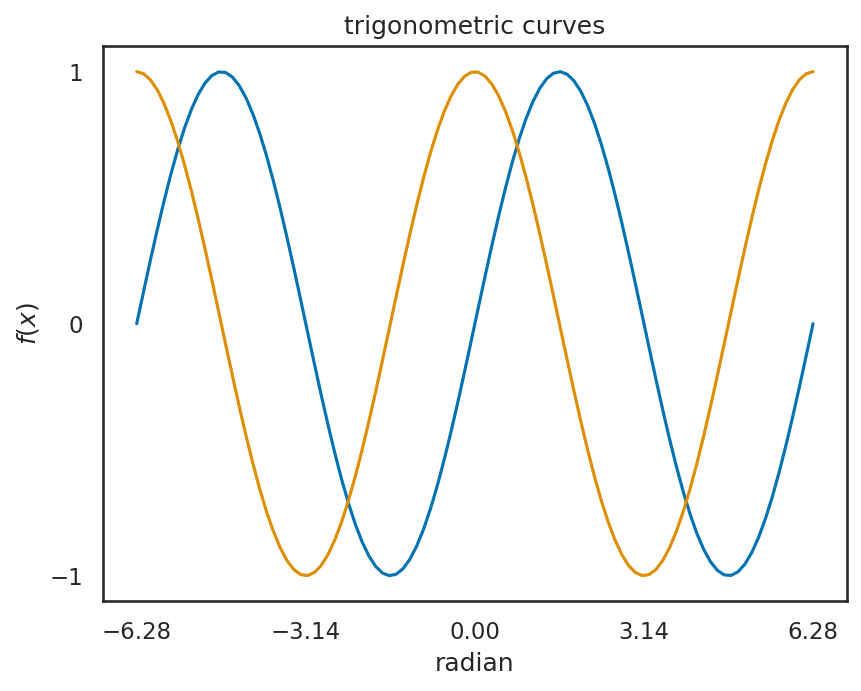 trigonometric curves
1
0
−1
f(x)
−6.28 −3.14 0.00 3.14 6.28
radian